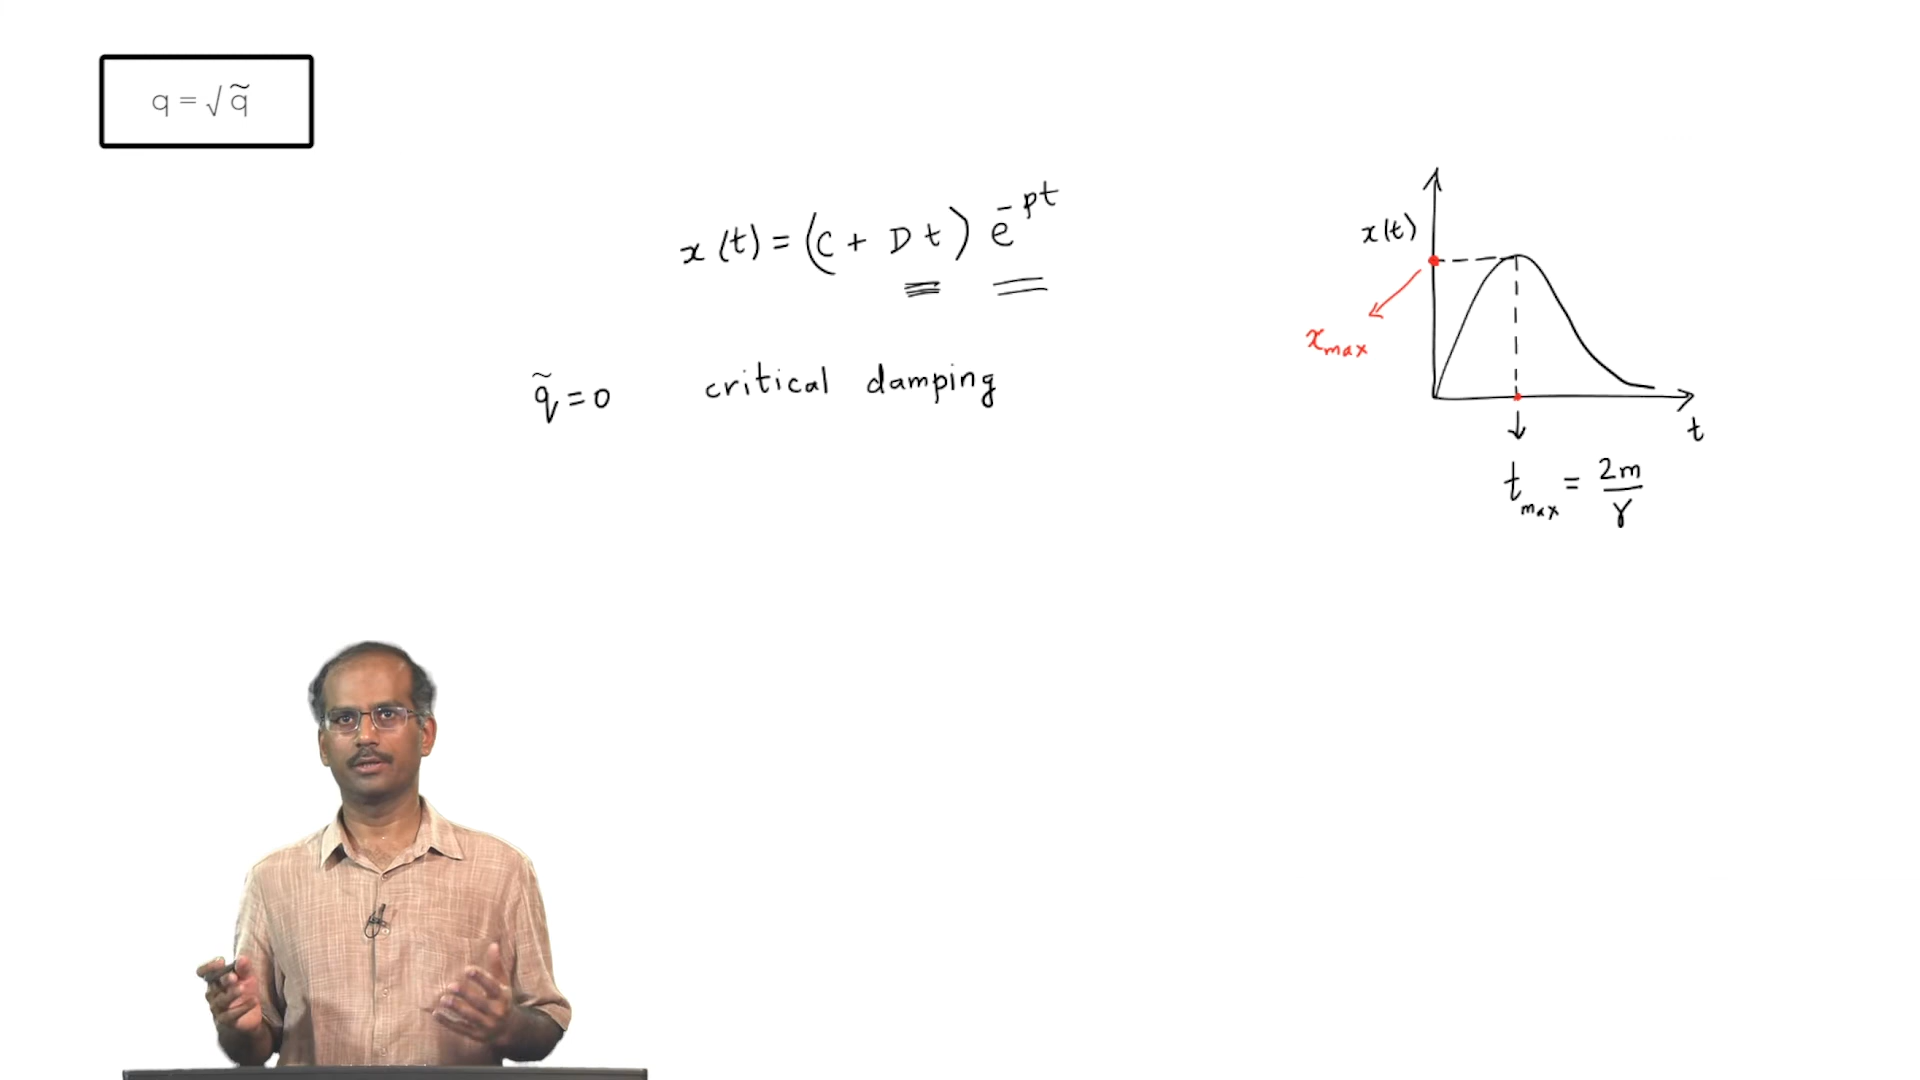 q = √q̃
x(t) = (C + Dt) e^{-pt}
q̃ = 0 critical damping
x(t)
x_max
t
t_max = 2m/γ